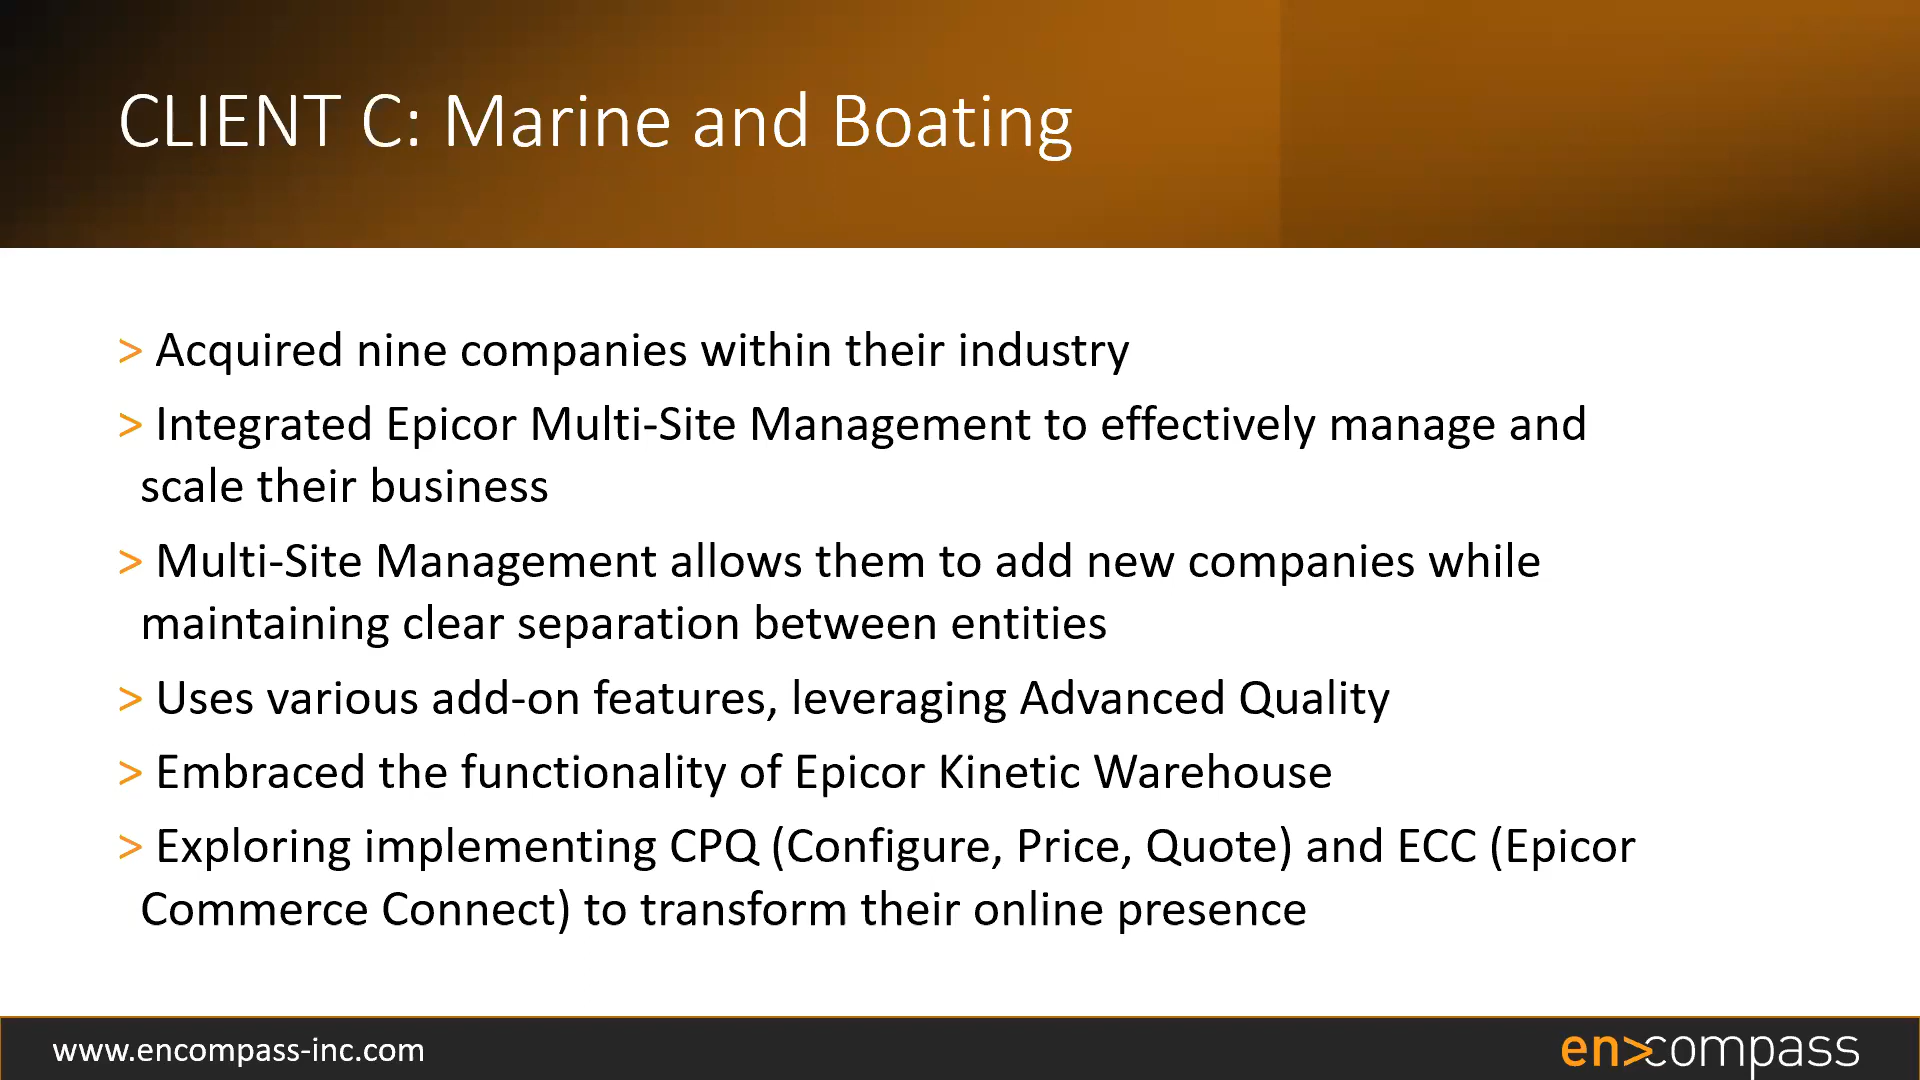 CLIENT C: Marine and Boating
> Acquired nine companies within their industry
> Integrated Epicor Multi-Site Management to effectively manage and
scale their business
> Multi-Site Management allows them to add new companies while
maintaining clear separation between entities
> Uses various add-on features, leveraging Advanced Quality
> Embraced the functionality of Epicor Kinetic Warehouse
> Exploring implementing CPQ (Configure, Price, Quote) and ECC (Epicor
Commerce Connect) to transform their online presence
www.encompass-inc.com
en>compass